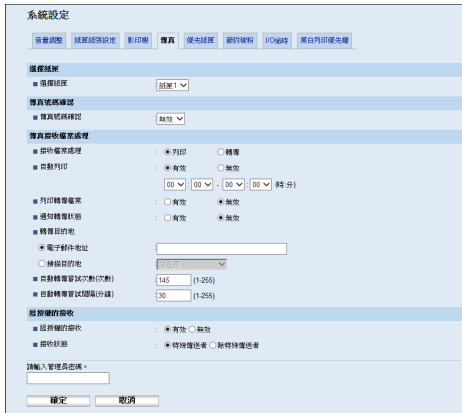 系統設定
音量調整 紙匣紙張設定 影印機 傳真 優先紙匣 節約碳粉 I/O逾時 黑白列印優先權
選擇紙匣
選擇紙匣 : 紙匣1
傳真號碼確認
傳真號碼確認 : 無效
傳真接收檔案處理
接收檔案處理 : 列印 轉傳
自動列印 : 有效 無效
00 : 00 - 00 : 00 (時:分)
列印轉傳檔案 : 有效 無效
通知轉傳狀態 : 有效 無效
轉傳目的地
電子郵件地址 :
掃描目的地 :
自動轉傳嘗試次數(次數) : 145 (1-255)
自動轉傳嘗試間隔(分鐘) : 30 (1-255)
經授權的接收
經授權的接收 : 有效 無效
接收狀態 : 特殊傳送者 除特殊傳送者
請輸入管理員密碼。
確定 取消